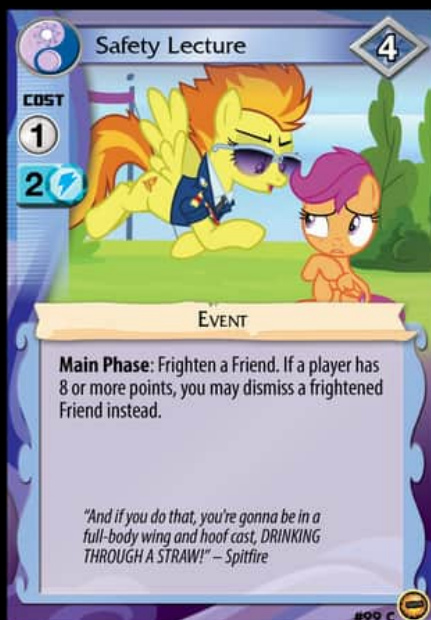 Safety Lecture
4
COST
1
2
EVENT
Main Phase: Frighten a Friend. If a player has
8 or more points, you may dismiss a frightened
Friend instead.
"And if you do that, you're gonna be in a
full-body wing and hoof cast, DRINKING
THROUGH A STRAW!" – Spitfire
#99 C